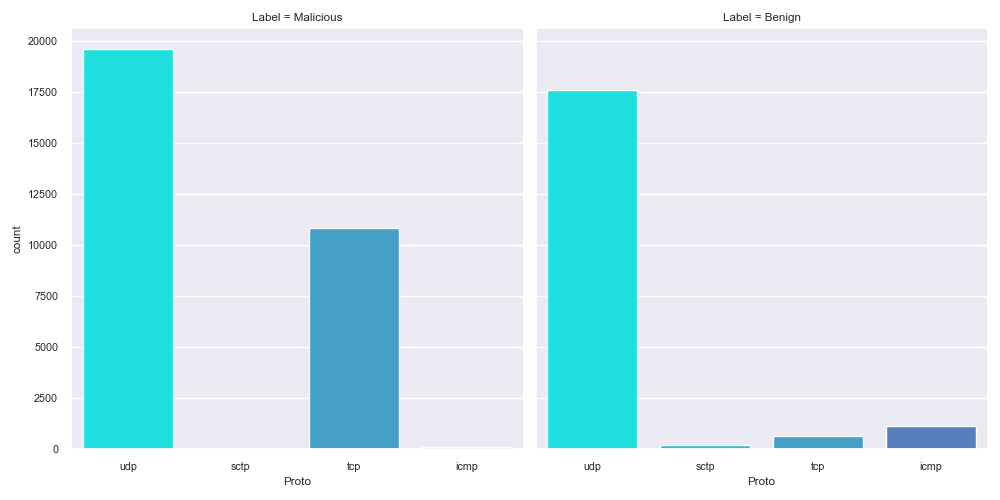 Label = Malicious
Label = Benign
20000
17500
15000
12500
10000
7500
5000
2500
0
count
udp
sctp
tcp
icmp
Proto
udp
sctp
tcp
icmp
Proto